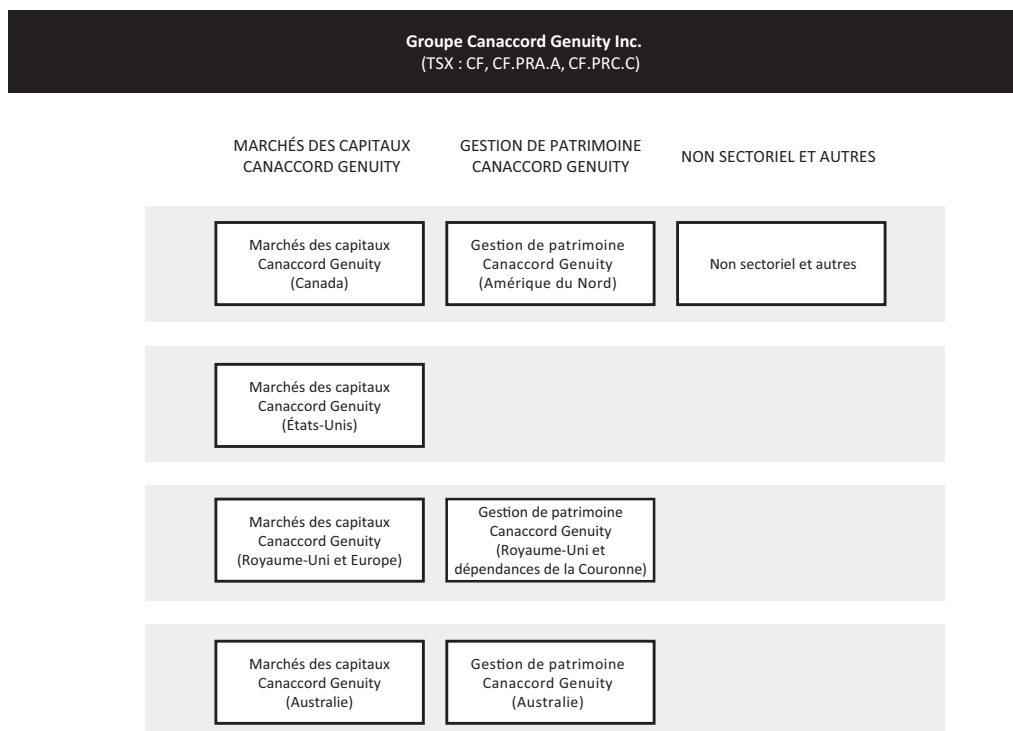 Groupe Canaccord Genuity Inc.
(TSX : CF, CF.PRA.A, CF.PRC.C)
MARCHÉS DES CAPITAUX
CANACCORD GENUITY
GESTION DE PATRIMOINE
CANACCORD GENUITY
NON SECTORIEL ET AUTRES
Marchés des capitaux
Canaccord Genuity
(Canada)
Gestion de patrimoine
Canaccord Genuity
(Amérique du Nord)
Non sectoriel et autres
Marchés des capitaux
Canaccord Genuity
(États-Unis)
Marchés des capitaux
Canaccord Genuity
(Royaume-Uni et Europe)
Gestion de patrimoine
Canaccord Genuity
(Royaume-Uni et
dépendances de la Couronne)
Marchés des capitaux
Canaccord Genuity
(Australie)
Gestion de patrimoine
Canaccord Genuity
(Australie)